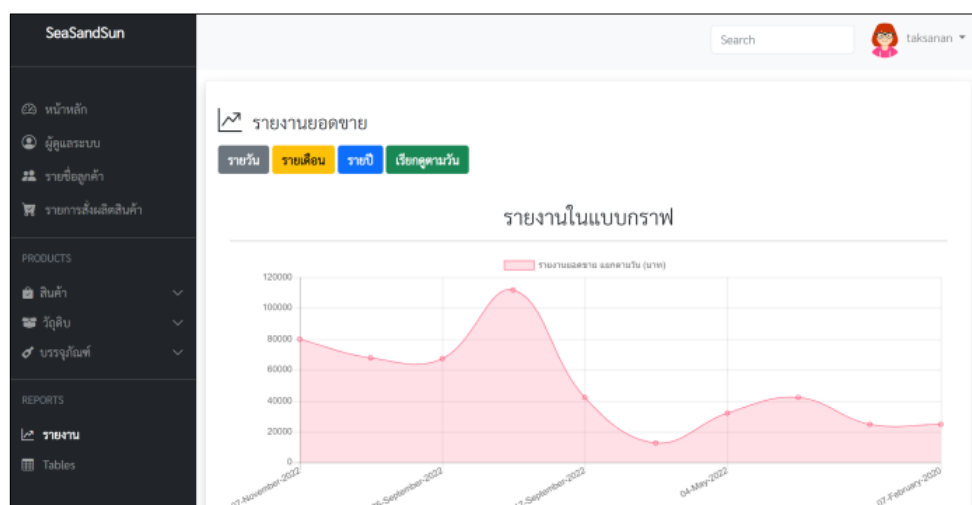 SeaSandSun
Search
taksanan
หน้าหลัก
ผู้ดูแลระบบ
รายชื่อลูกค้า
รายการสั่งผลิตสินค้า
PRODUCTS
สินค้า
วัถุดิบ
บรรจุภัณฑ์
REPORTS
รายงาน
Tables
รายงานยอดขาย
รายวัน รายเดือน รายปี เรียกดูตามวัน
รายงานในแบบกราฟ
รายงานยอดขาย แยกตามวัน (บาท)
120000
100000
80000
60000
40000
20000
0
07-November-2022
-September-2022
-September-2022
04-May-2022
07-February-2020